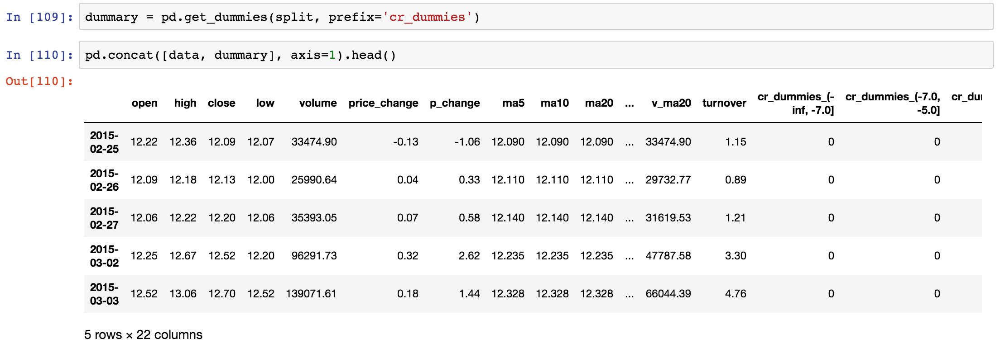 In [109]: dummary = pd.get_dummies(split, prefix='cr_dummies')
In [110]: pd.concat([data, dummary], axis=1).head()
Out[110]:
open high close low volume price_change p_change ma5 ma10 ma20 ... v_ma20 turnover cr_dummies_(-inf, -7.0] cr_dummies_(-7.0, -5.0]
2015-02-25 12.22 12.36 12.09 12.07 33474.90 -0.13 -1.06 12.090 12.090 12.090 ... 33474.90 1.15 0 0
2015-02-26 12.09 12.18 12.13 12.00 25990.64 0.04 0.33 12.110 12.110 12.110 ... 29732.77 0.89 0 0
2015-02-27 12.06 12.22 12.20 12.06 35393.05 0.07 0.58 12.140 12.140 12.140 ... 31619.53 1.21 0 0
2015-03-02 12.25 12.67 12.52 12.20 96291.73 0.32 2.62 12.235 12.235 12.235 ... 47787.58 3.30 0 0
2015-03-03 12.52 13.06 12.70 12.52 139071.61 0.18 1.44 12.328 12.328 12.328 ... 66044.39 4.76 0 0
5 rows × 22 columns